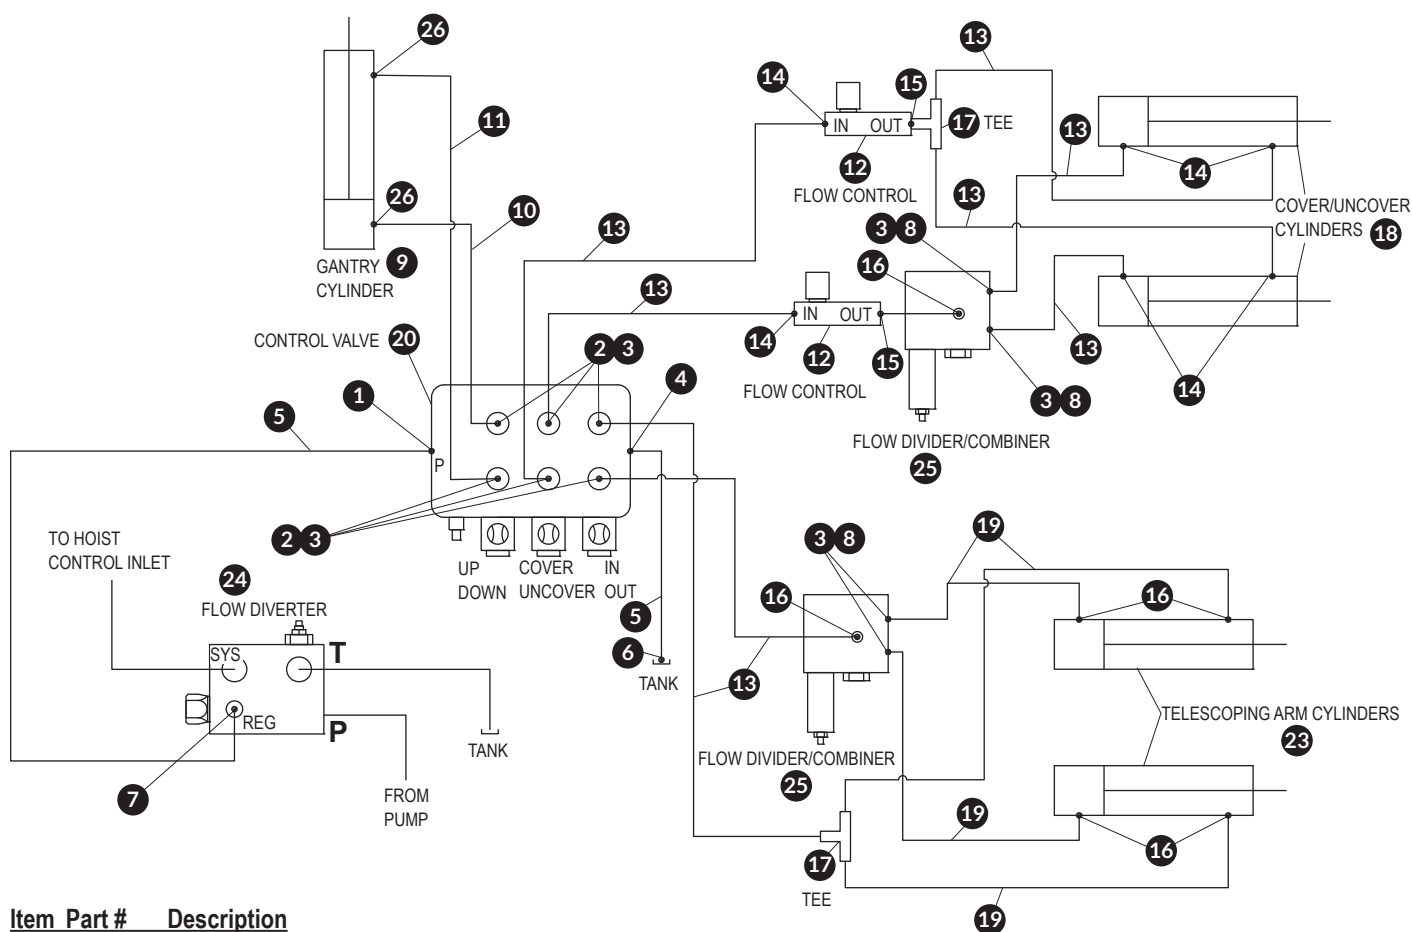 26
13
14
15
11
IN OUT
17 TEE
13
12
14
FLOW CONTROL
26
10
13
13
COVER/UNCOVER
CYLINDERS 18
3 8
16
GANTRY 9
CYLINDER
13
IN OUT
CONTROL VALVE 20
2 3
14
12
15
13
14
FLOW CONTROL
3 8
1
4
5
FLOW DIVIDER/COMBINER
25
P
2 3
TO HOIST
CONTROL INLET
UP
DOWN
COVER
UNCOVER
IN
OUT
3 8
19
19
24
FLOW DIVERTER
16
16
5
6
TANK
13
SYS
T
REG
P
TANK
TELESCOPING ARM CYLINDERS
23
FLOW DIVIDER/COMBINER
25
7
FROM
PUMP
19
16
17
TEE
19
Item Part # Description